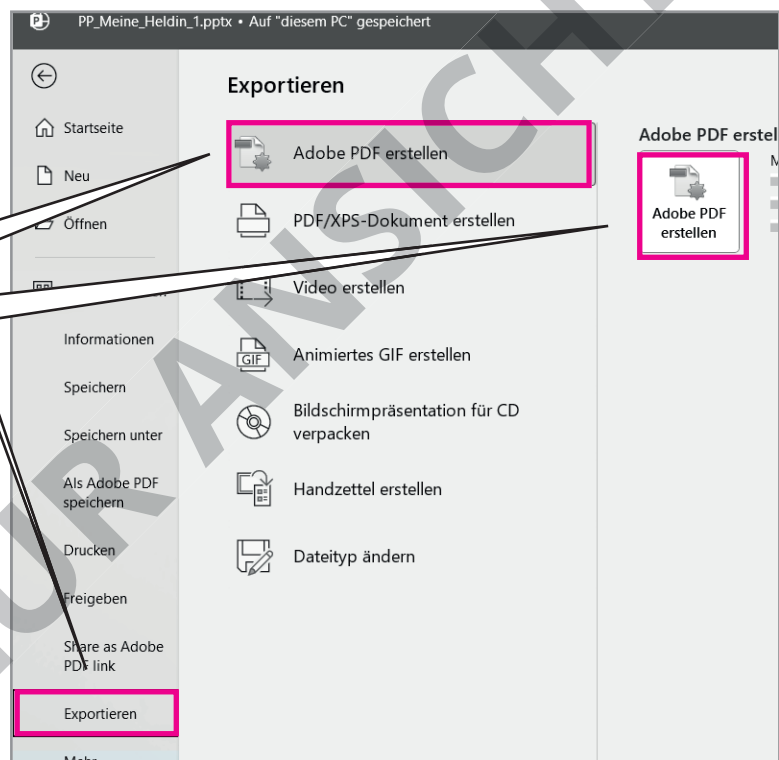 PP_Meine_Heldin_1.pptx • Auf "diesem PC" gespeichert
Exportieren
Startseite
Neu
Öffnen
Informationen
Speichern
Speichern unter
Als Adobe PDF
speichern
Drucken
Freigeben
Share as Adobe
PDF link
Exportieren
Adobe PDF erstellen
PDF/XPS-Dokument erstellen
Video erstellen
GIF
Animiertes GIF erstellen
Bildschirmpräsentation für CD
verpacken
Handzettel erstellen
Dateityp ändern
Adobe PDF erstel
Adobe PDF
erstellen
UR ANSICHT